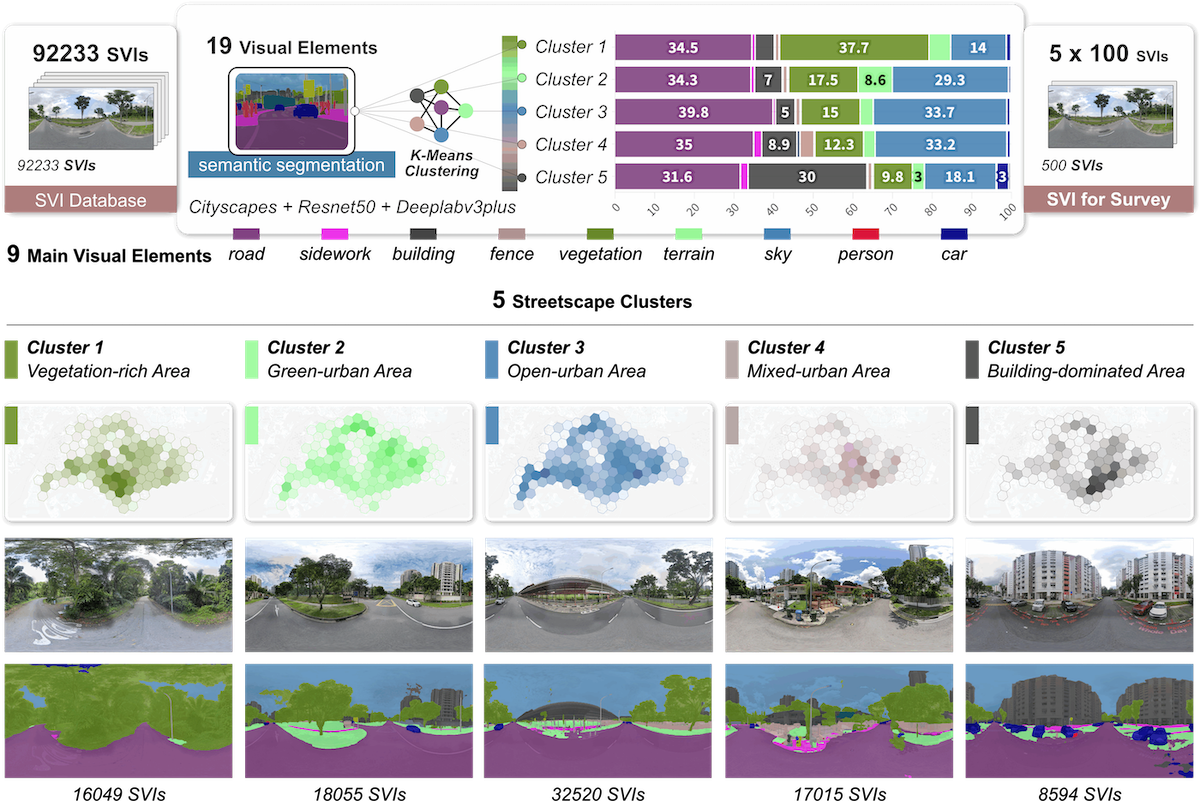 92233 SVIs
92233 SVIs
SVI Database
19 Visual Elements
semantic segmentation
K-Means
Clustering
Cityscapes + Resnet50 + Deeplabv3plus
Cluster 1 34.5 37.7 14
Cluster 2 34.3 7 17.5 8.6 29.3
Cluster 3 39.8 5 15 33.7
Cluster 4 35 8.9 12.3 33.2
Cluster 5 31.6 30 9.8 3 18.1 3
0 10 20 30 40 50 60 70 80 90 100
5 x 100 SVIs
500 SVIs
SVI for Survey
9 Main Visual Elements road sidework building fence vegetation terrain sky person car
5 Streetscape Clusters
Cluster 1
Vegetation-rich Area
Cluster 2
Green-urban Area
Cluster 3
Open-urban Area
Cluster 4
Mixed-urban Area
Cluster 5
Building-dominated Area
16049 SVIs 18055 SVIs 32520 SVIs 17015 SVIs 8594 SVIs